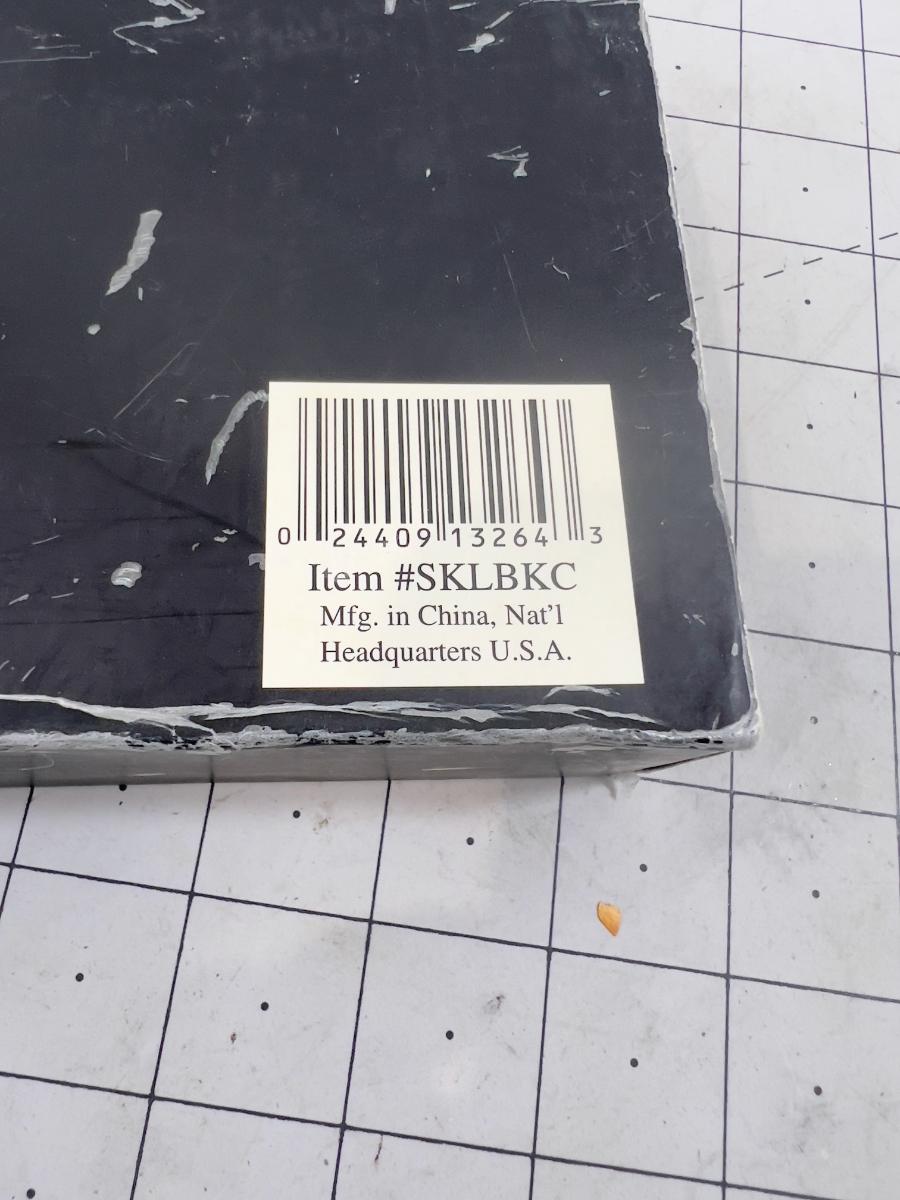 0 24409 13264 3
Item #SKLBKC
Mfg. in China, Nat'l
Headquarters U.S.A.